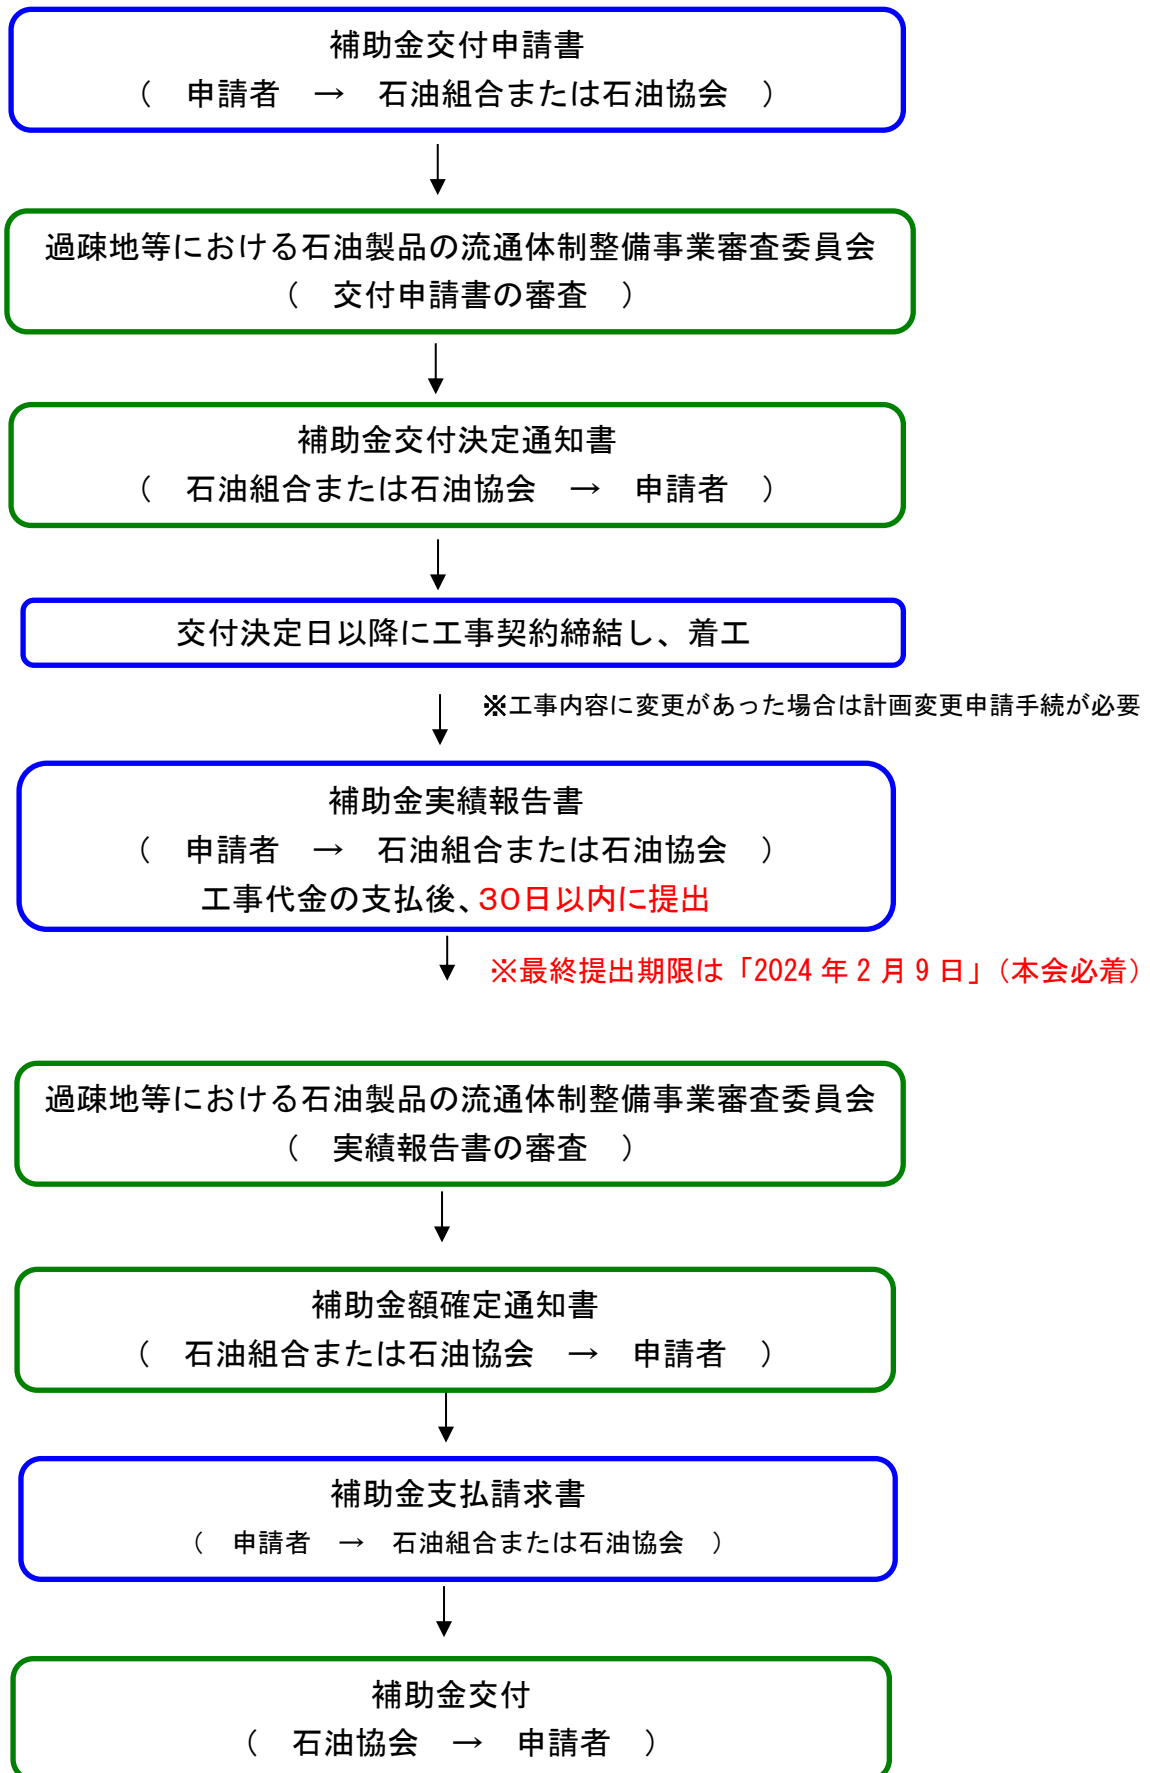 補助金交付申請書
（　申請者　→　石油組合または石油協会　）
過疎地等における石油製品の流通体制整備事業審査委員会
（　交付申請書の審査　）
補助金交付決定通知書
（　石油組合または石油協会　→　申請者　）
交付決定日以降に工事契約締結し、着工
※工事内容に変更があった場合は計画変更申請手続が必要
補助金実績報告書
（　申請者　→　石油組合または石油協会　）
工事代金の支払後、30日以内に提出
※最終提出期限は「2024年2月9日」（本会必着）
過疎地等における石油製品の流通体制整備事業審査委員会
（　実績報告書の審査　）
補助金額確定通知書
（　石油組合または石油協会　→　申請者　）
補助金支払請求書
（　申請者　→　石油組合または石油協会　）
補助金交付
（　石油協会　→　申請者　）